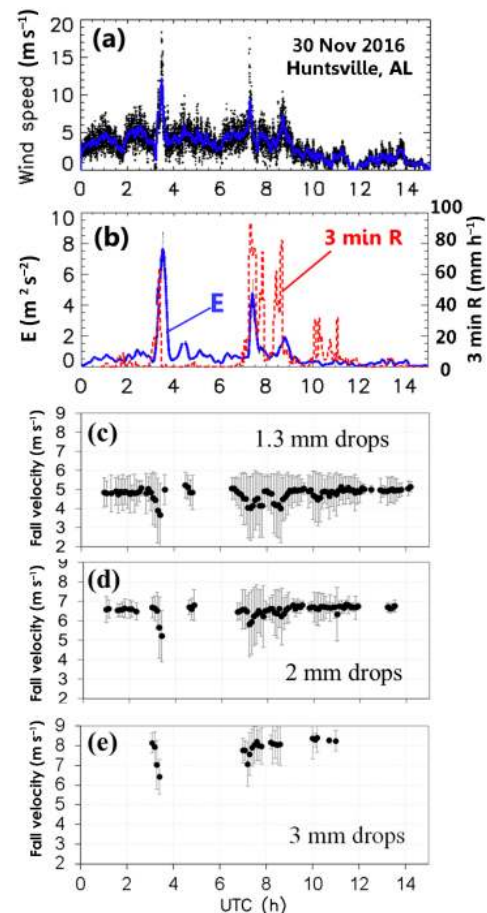 (a)
30 Nov 2016
Huntsville, AL
Wind speed (m s⁻¹)
20
15
10
5
0
0 2 4 6 8 10 12 14
(b)
3 min R
E
E (m² s⁻²)
10
8
6
4
2
0
100
80
60
40
20
0
3 min R (mm h⁻¹)
0 2 4 6 8 10 12 14
(c)
1.3 mm drops
Fall velocity (m s⁻¹)
9
8
7
6
5
4
3
2
(d)
2 mm drops
Fall velocity (m s⁻¹)
9
8
7
6
5
4
3
2
(e)
3 mm drops
Fall velocity (m s⁻¹)
9
8
7
6
5
4
3
2
0 2 4 6 8 10 12 14
UTC (h)